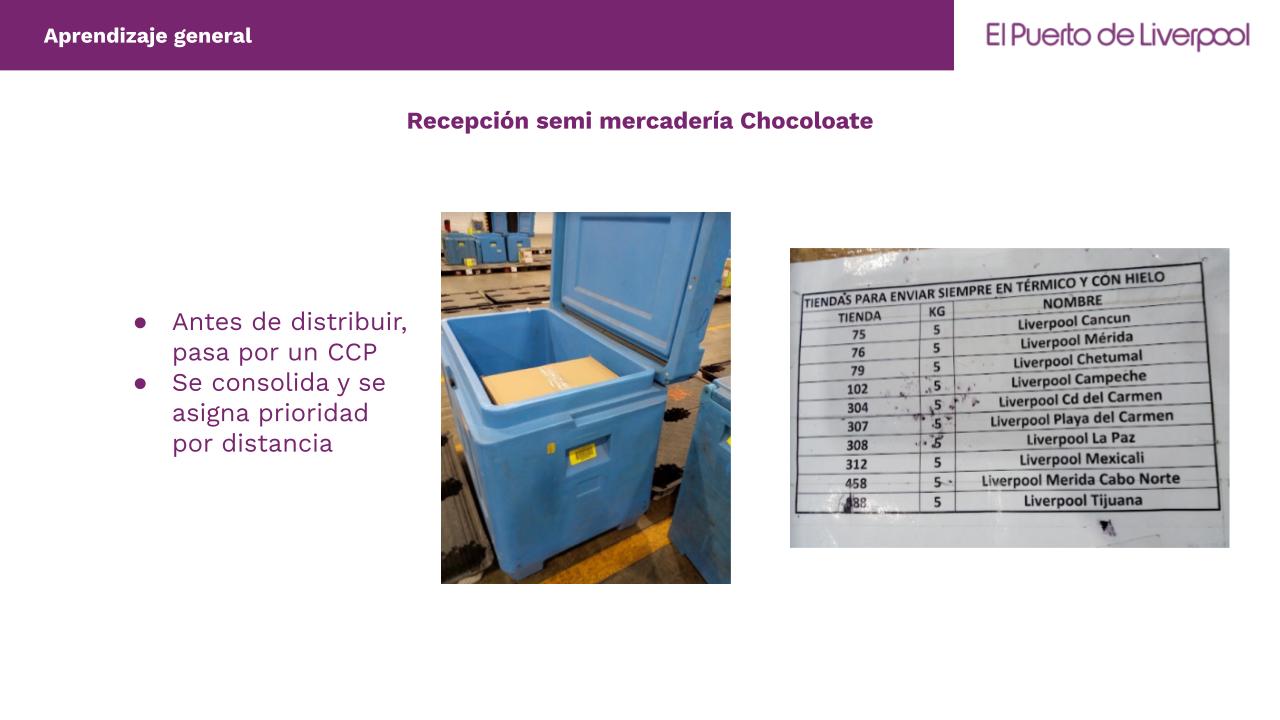 Aprendizaje general
El Puerto de Liverpool
Recepción semi mercadería Chocoloate
● Antes de distribuir,
pasa por un CCP
● Se consolida y se
asigna prioridad
por distancia
TIENDAS PARA ENVIAR SIEMPRE EN TÉRMICO Y CON HIELO
TIENDA KG NOMBRE
75 5 Liverpool Cancun
76 5 Liverpool Mérida
79 5 Liverpool Chetumal
102 5 Liverpool Campeche
304 5 Liverpool Cd del Carmen
307 5 Liverpool Playa del Carmen
308 5 Liverpool La Paz
312 5 Liverpool Mexicali
458 5 Liverpool Merida Cabo Norte
5 Liverpool Tijuana